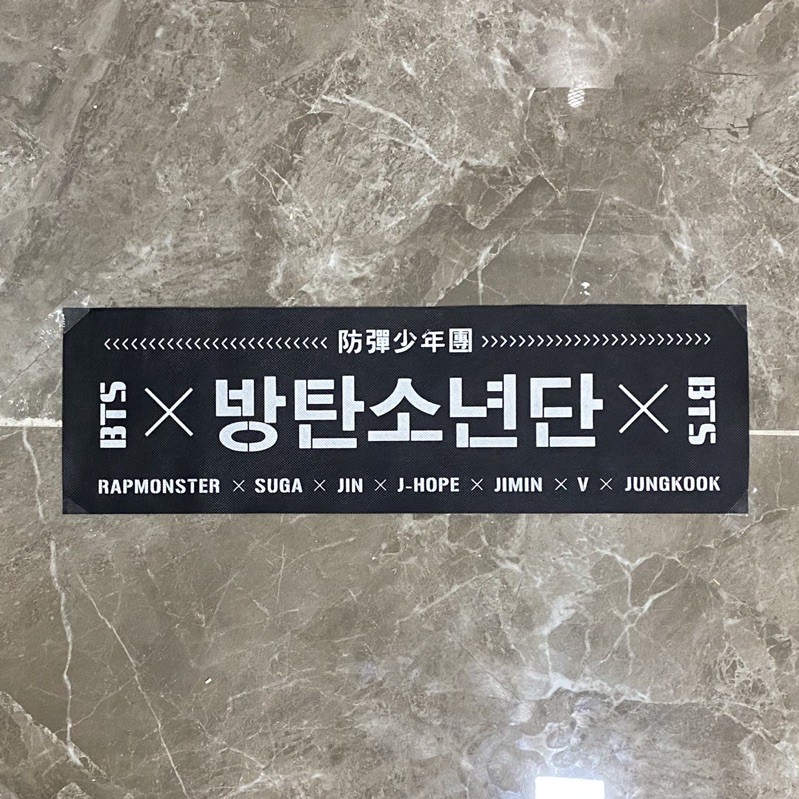 <<<<<<<<<<<<<<<<<<<<<<<< 防彈少年團 >>>>>>>>>>>>>>>>>>>>>>>>
BTS × 방탄소년단 × BTS
RAPMONSTER × SUGA × JIN × J-HOPE × JIMIN × V × JUNGKOOK